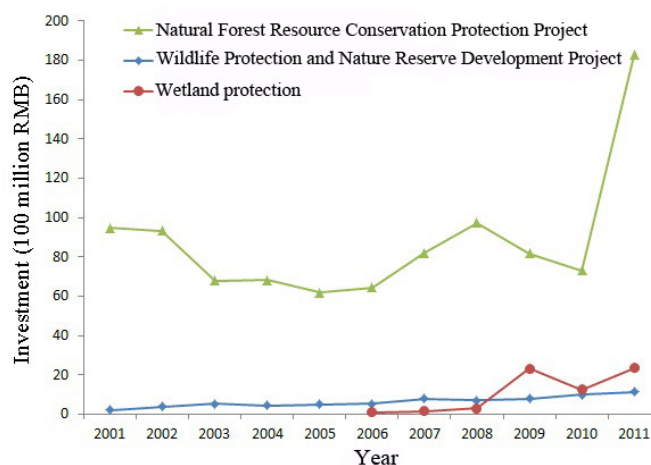 Natural Forest Resource Conservation Protection Project
Wildlife Protection and Nature Reserve Development Project
Wetland protection
Investment (100 million RMB)
200
180
160
140
120
100
80
60
40
20
0
2001 2002 2003 2004 2005 2006 2007 2008 2009 2010 2011
Year